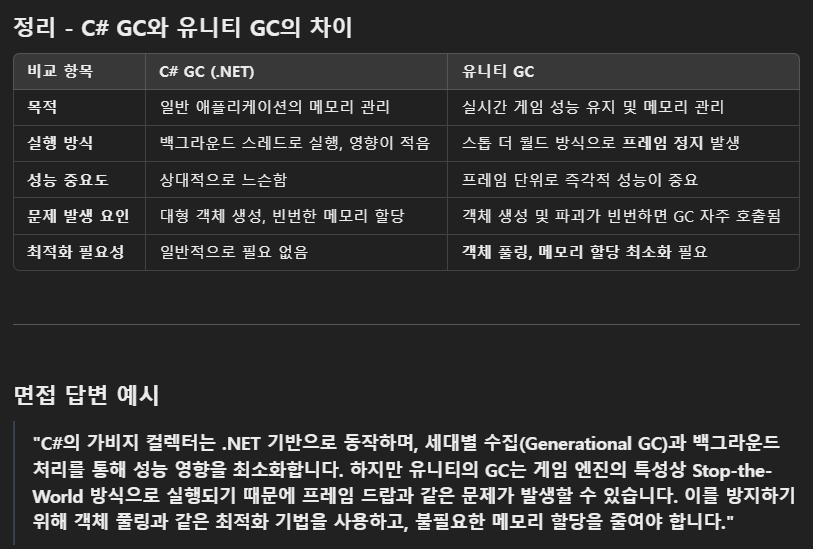 정리 - C# GC와 유니티 GC의 차이
비교 항목 C# GC (.NET) 유니티 GC
목적 일반 애플리케이션의 메모리 관리 실시간 게임 성능 유지 및 메모리 관리
실행 방식 백그라운드 스레드로 실행, 영향이 적음 스톱 더 월드 방식으로 프레임 정지 발생
성능 중요도 상대적으로 느슨함 프레임 단위로 즉각적 성능이 중요
문제 발생 요인 대형 객체 생성, 빈번한 메모리 할당 객체 생성 및 파괴가 빈번하면 GC 자주 호출됨
최적화 필요성 일반적으로 필요 없음 객체 풀링, 메모리 할당 최소화 필요
면접 답변 예시
"C#의 가비지 컬렉터는 .NET 기반으로 동작하며, 세대별 수집(Generational GC)과 백그라운드
처리를 통해 성능 영향을 최소화합니다. 하지만 유니티의 GC는 게임 엔진의 특성상 Stop-the-
World 방식으로 실행되기 때문에 프레임 드랍과 같은 문제가 발생할 수 있습니다. 이를 방지하기
위해 객체 풀링과 같은 최적화 기법을 사용하고, 불필요한 메모리 할당을 줄여야 합니다."